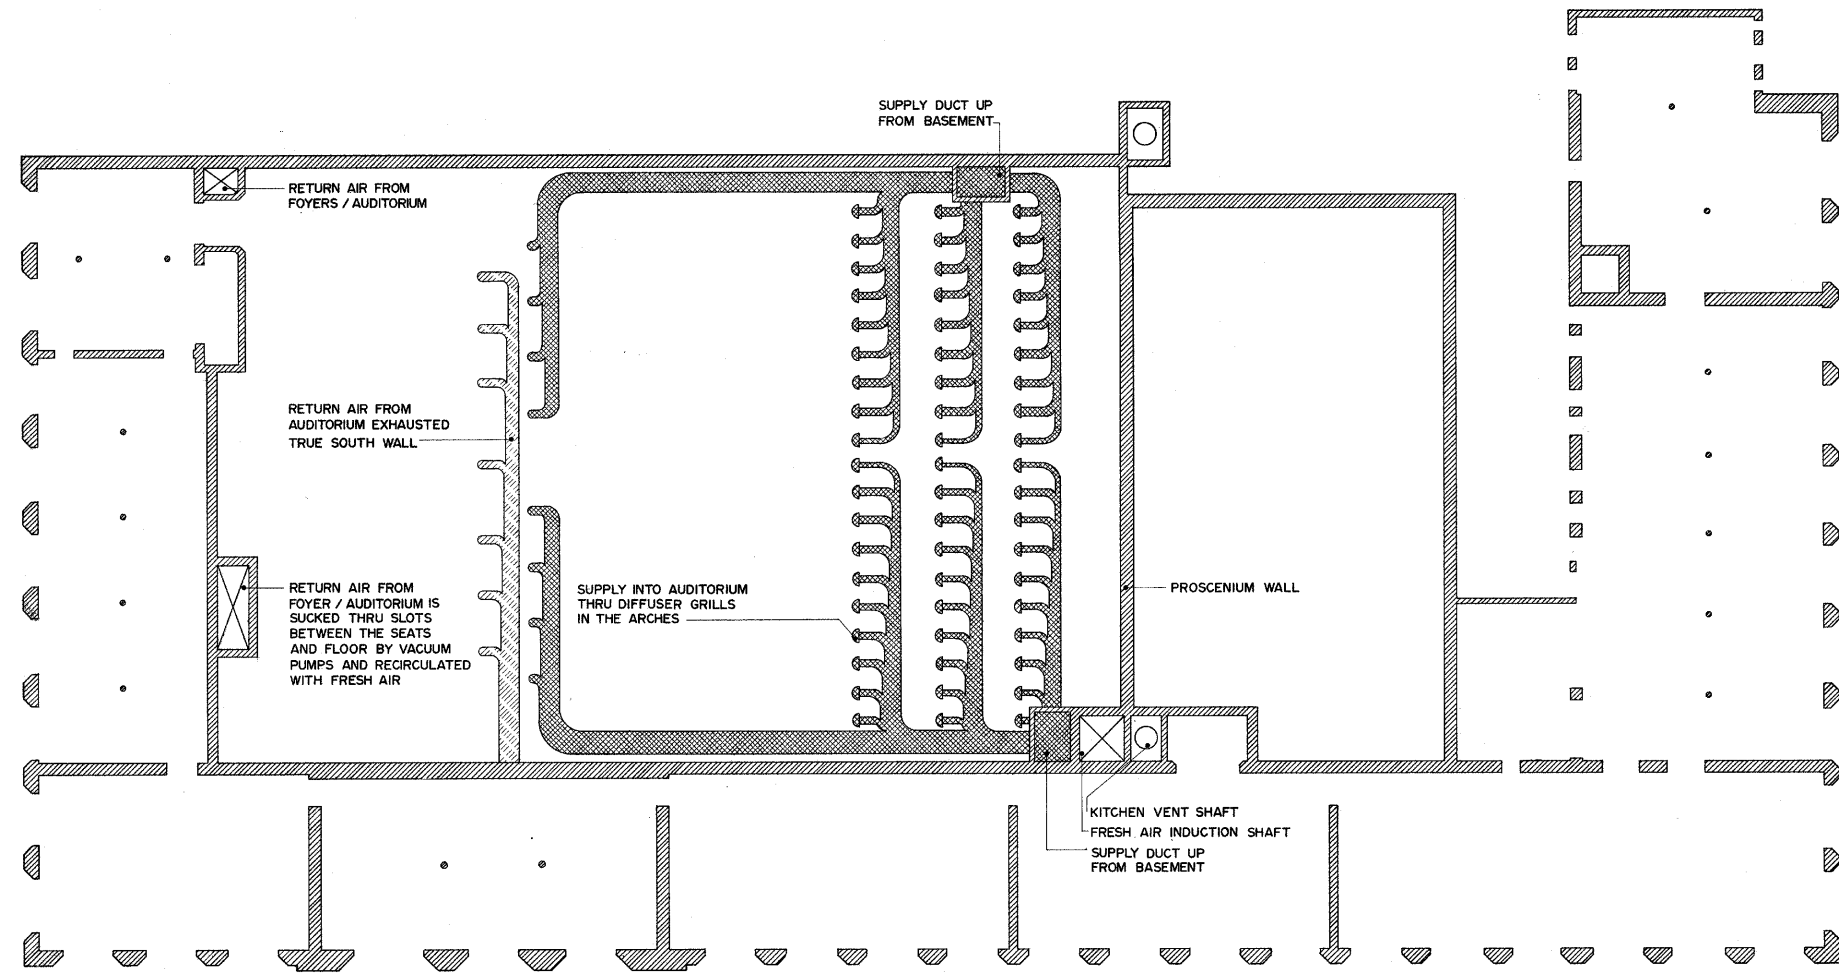 SUPPLY DUCT UP
FROM BASEMENT
RETURN AIR FROM
FOYERS / AUDITORIUM
RETURN AIR FROM
AUDITORIUM EXHAUSTED
TRUE SOUTH WALL
RETURN AIR FROM
FOYER / AUDITORIUM IS
SUCKED THRU SLOTS
BETWEEN THE SEATS
AND FLOOR BY VACUUM
PUMPS AND RECIRCULATED
WITH FRESH AIR
SUPPLY INTO AUDITORIUM
THRU DIFFUSER GRILLS
IN THE ARCHES
PROSCENIUM WALL
KITCHEN VENT SHAFT
FRESH AIR INDUCTION SHAFT
SUPPLY DUCT UP
FROM BASEMENT